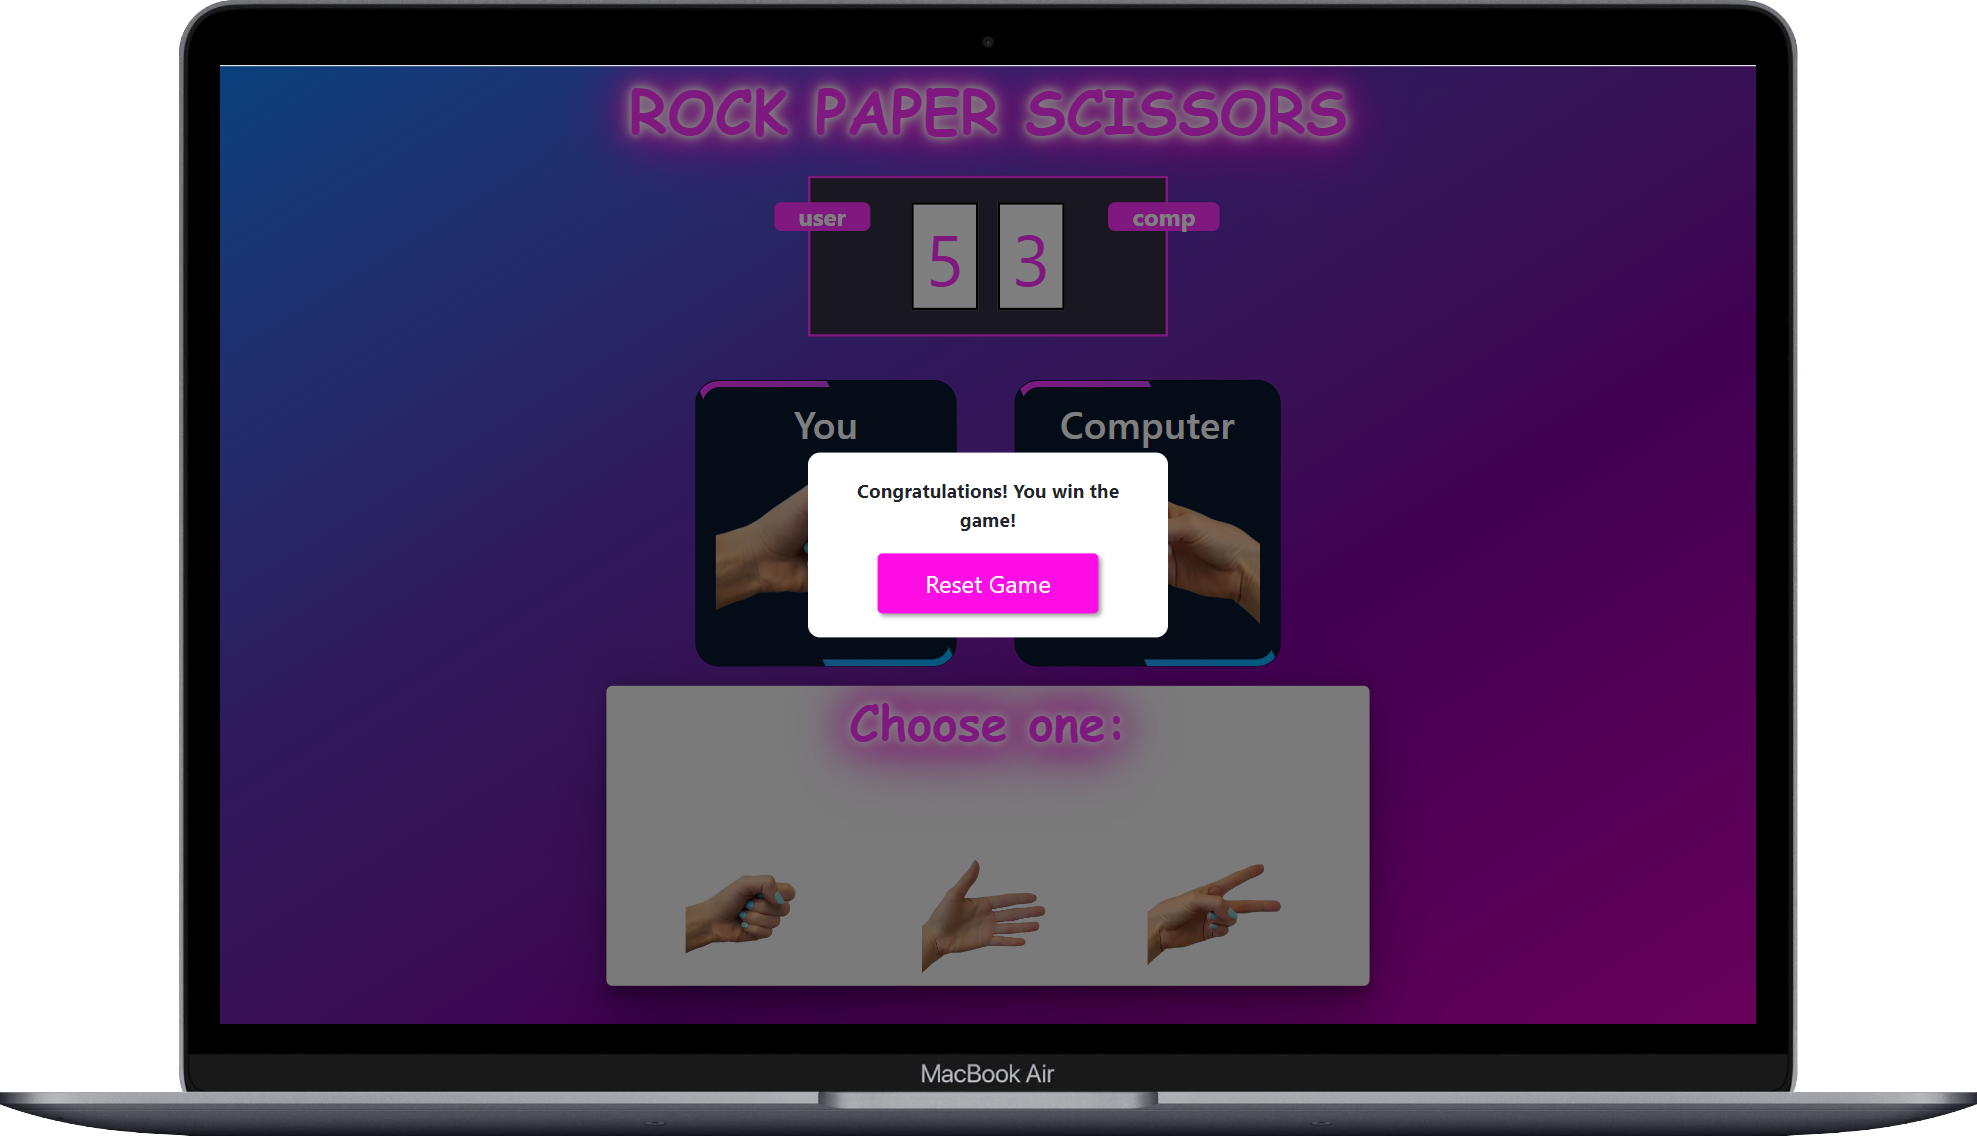 ROCK PAPER SCISSORS
user
5 3
comp
You
Computer
Congratulations! You win the
game!
Reset Game
Choose one:
MacBook Air